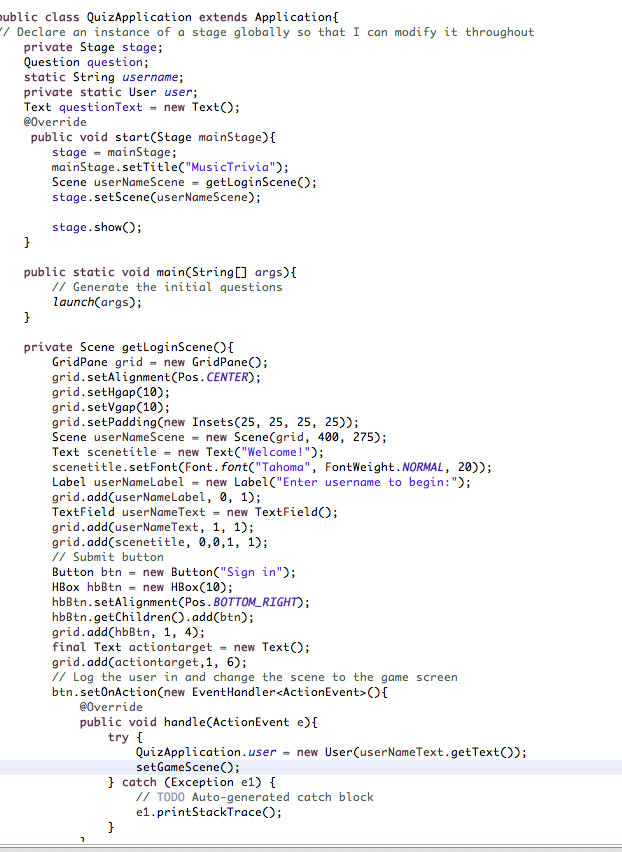 public class QuizApplication extends Application{
// Declare an instance of a stage globally so that I can modify it throughout
private Stage stage;
Question question;
static String username;
private static User user;
Text questionText = new Text();
@Override
public void start(Stage mainStage){
stage = mainStage;
mainStage.setTitle("MusicTrivia");
Scene userNameScene = getLoginScene();
stage.setScene(userNameScene);
stage.show();
}
public static void main(String[] args){
// Generate the initial questions
launch(args);
}
private Scene getLoginScene(){
GridPane grid = new GridPane();
grid.setAlignment(Pos.CENTER);
grid.setHgap(10);
grid.setVgap(10);
grid.setPadding(new Insets(25, 25, 25, 25));
Scene userNameScene = new Scene(grid, 400, 275);
Text scenetitle = new Text("Welcome!");
scenetitle.setFont(Font.font("Tahoma", FontWeight.NORMAL, 20));
Label userNameLabel = new Label("Enter username to begin:");
grid.add(userNameLabel, 0, 1);
TextField userNameText = new TextField();
grid.add(userNameText, 1, 1);
grid.add(scenetitle, 0,0,1, 1);
// Submit button
Button btn = new Button("Sign in");
HBox hbBtn = new HBox(10);
hbBtn.setAlignment(Pos.BOTTOM_RIGHT);
hbBtn.getChildren().add(btn);
grid.add(hbBtn, 1, 4);
final Text actiontarget = new Text();
grid.add(actiontarget,1, 6);
// Log the user in and change the scene to the game screen
btn.setOnAction(new EventHandler<ActionEvent>(){
@Override
public void handle(ActionEvent e){
try {
QuizApplication.user = new User(userNameText.getText());
setGameScene();
} catch (Exception e1) {
// TODO Auto-generated catch block
e1.printStackTrace();
}
}